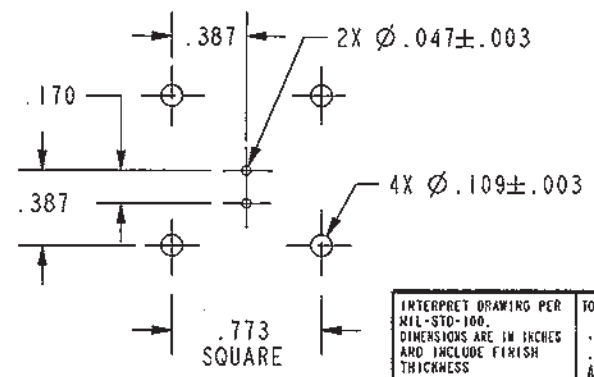 .387
2X Ø.047±.003
.170
.387
4X Ø.109±.003
.773
SQUARE
INTERPRET DRAWING PER
MIL-STD-100.
DIMENSIONS ARE IN INCHES
AND INCLUDE FINISH
THICKNESS
TO